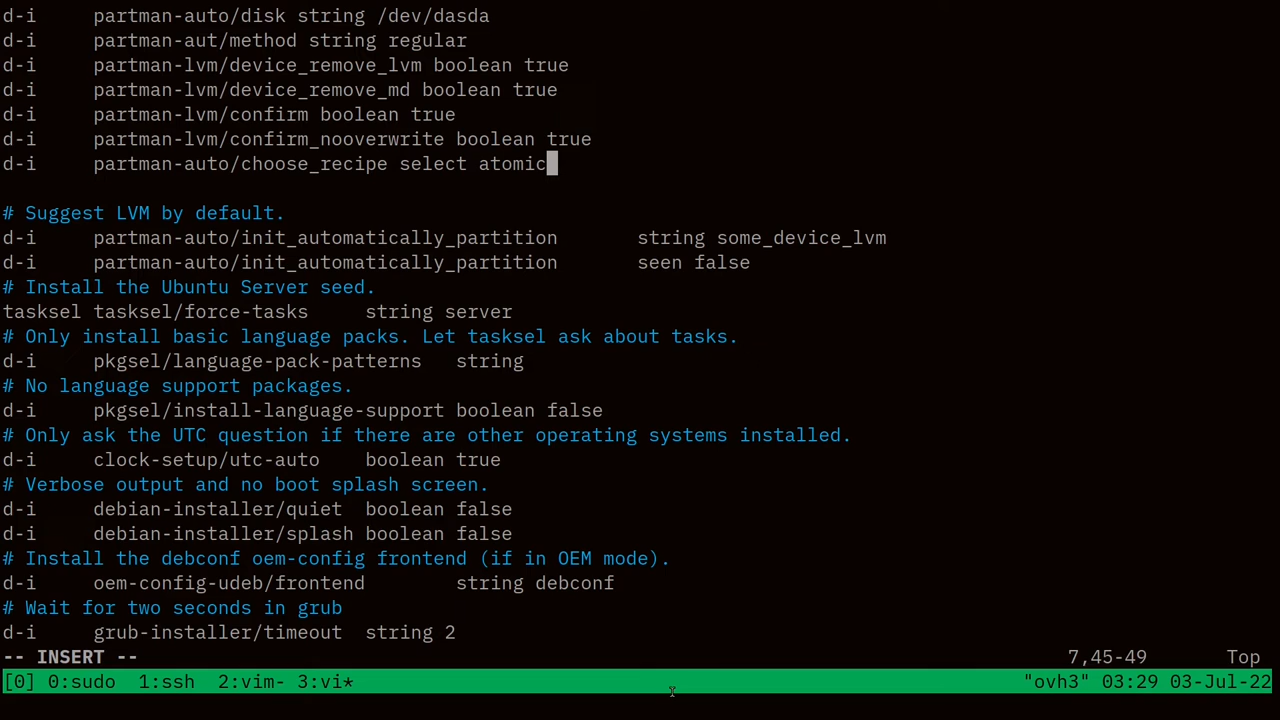 d-i     partman-auto/disk string /dev/dasda
d-i     partman-aut/method string regular
d-i     partman-lvm/device_remove_lvm boolean true
d-i     partman-lvm/device_remove_md boolean true
d-i     partman-lvm/confirm boolean true
d-i     partman-lvm/confirm_nooverwrite boolean true
d-i     partman-auto/choose_recipe select atomic
# Suggest LVM by default.
d-i     partman-auto/init_automatically_partition       string some_device_lvm
d-i     partman-auto/init_automatically_partition       seen false
# Install the Ubuntu Server seed.
tasksel tasksel/force-tasks     string server
# Only install basic language packs. Let tasksel ask about tasks.
d-i     pkgsel/language-pack-patterns   string
# No language support packages.
d-i     pkgsel/install-language-support boolean false
# Only ask the UTC question if there are other operating systems installed.
d-i     clock-setup/utc-auto    boolean true
# Verbose output and no boot splash screen.
d-i     debian-installer/quiet  boolean false
d-i     debian-installer/splash boolean false
# Install the debconf oem-config frontend (if in OEM mode).
d-i     oem-config-udeb/frontend        string debconf
# Wait for two seconds in grub
d-i     grub-installer/timeout  string 2
-- INSERT --     7,45-49     Top
[0] 0:sudo  1:ssh  2:vim- 3:vi*     "ovh3" 03:29 03-Jul-22